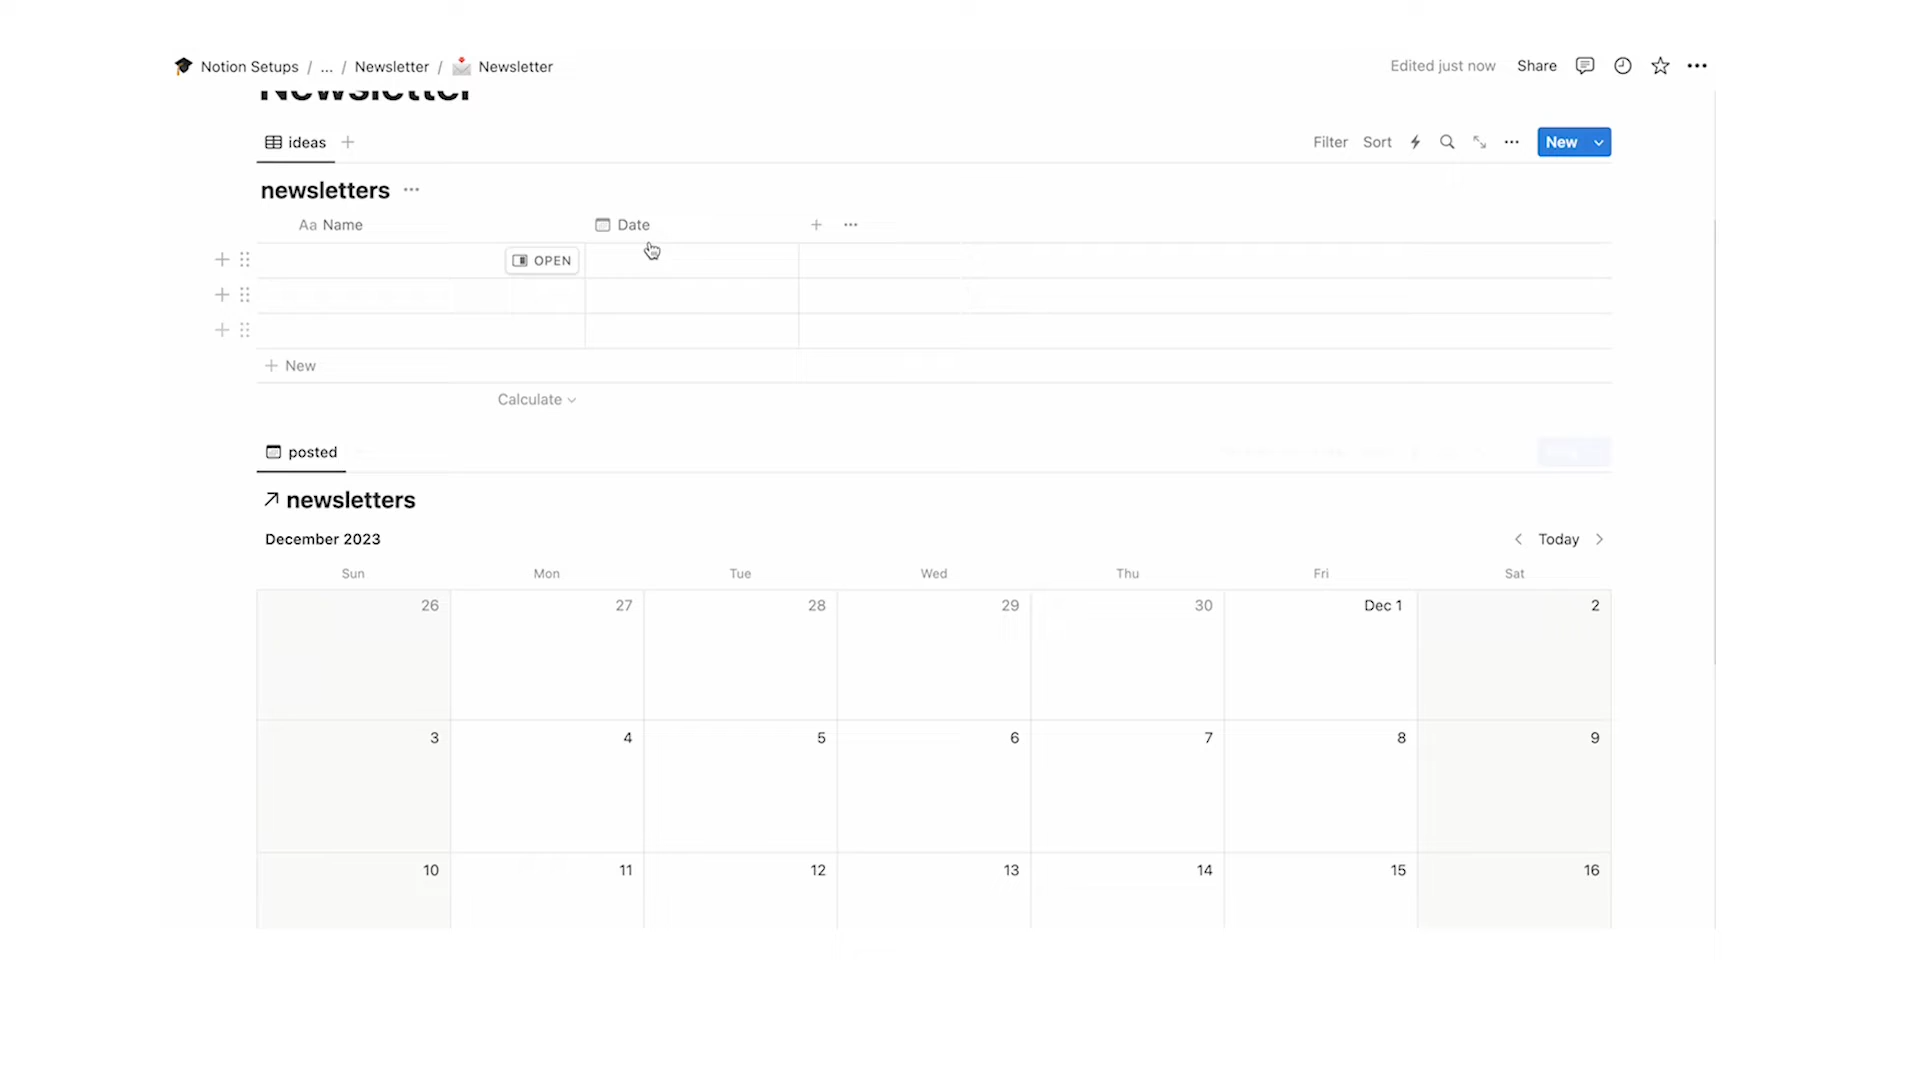 Notion Setups / ... / Newsletter / Newsletter
Edited just now Share
Newsletter
ideas
Filter Sort New
newsletters
Aa Name Date
OPEN
New
Calculate
posted
newsletters
December 2023 Today
Sun Mon Tue Wed Thu Fri Sat
26 27 28 29 30 Dec 1 2
3 4 5 6 7 8 9
10 11 12 13 14 15 16